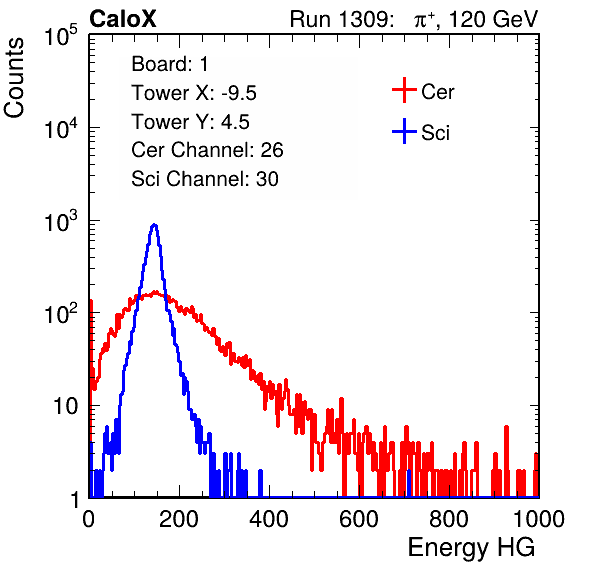 CaloX Run 1309: π⁺, 120 GeV
Counts
10⁵
10⁴
10³
10²
10
1
Board: 1
Tower X: -9.5
Tower Y: 4.5
Cer Channel: 26
Sci Channel: 30
Cer
Sci
0 200 400 600 800 1000
Energy HG